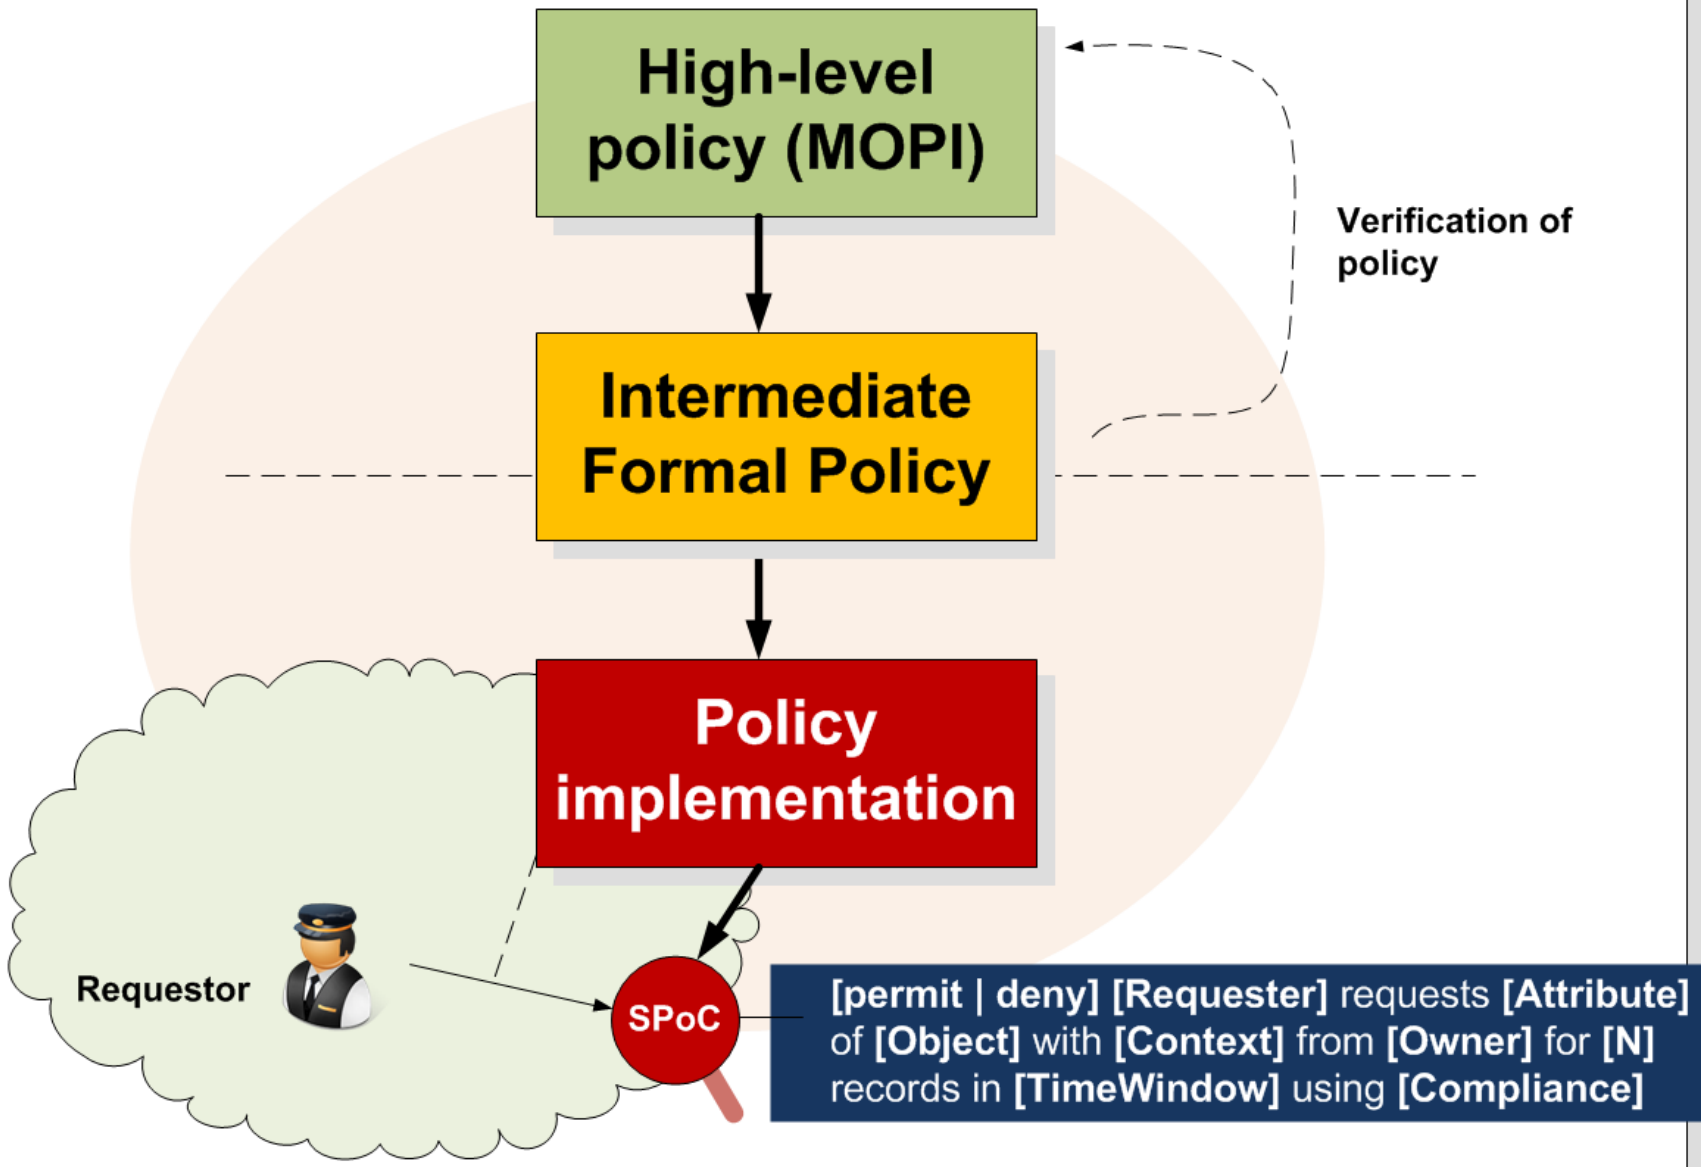 High-level
policy (MOPI)
Verification of
policy
Intermediate
Formal Policy
Policy
implementation
Requestor
SPoC
[permit | deny] [Requester] requests [Attribute]
of [Object] with [Context] from [Owner] for [N]
records in [TimeWindow] using [Compliance]